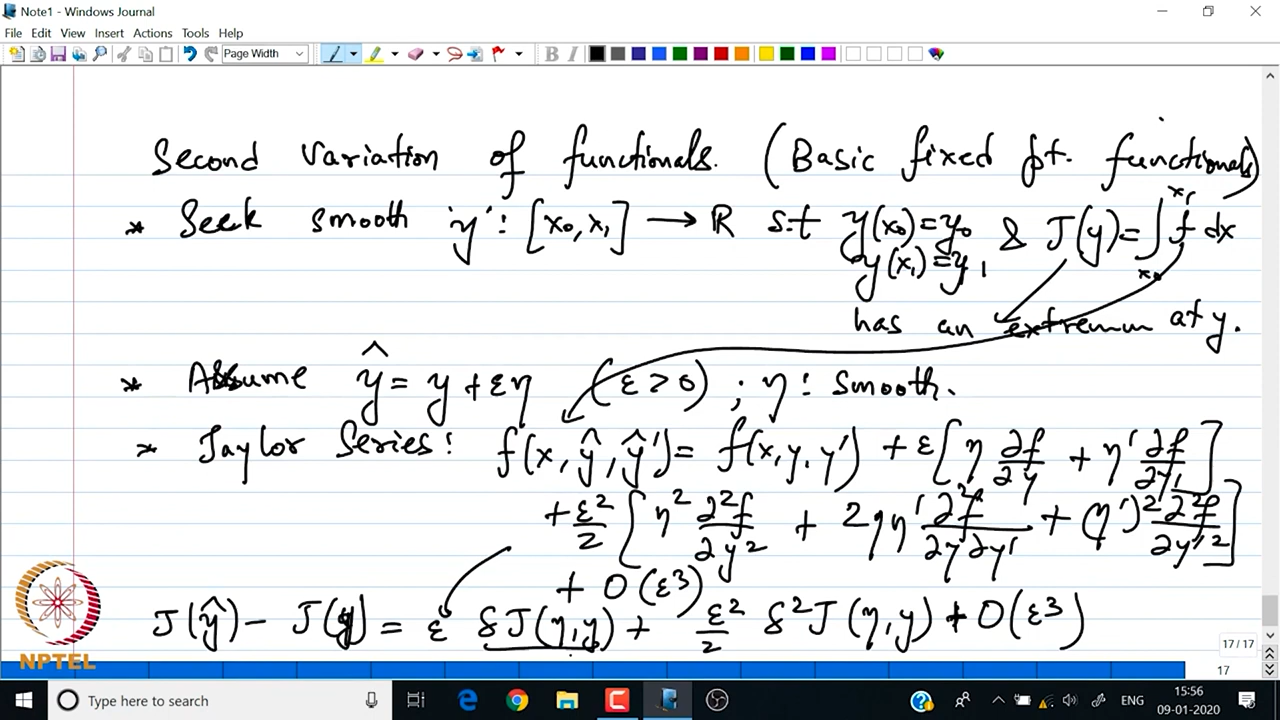 Note1 - Windows Journal
File Edit View Insert Actions Tools Help
Page Width
B I
Second Variation of functionals. (Basic fixed pt. functionals)
* Seek smooth 'y' : [x₀, x₁] → ℝ s.t y(x₀)=y₀ & J(y)=∫_{x₀}^{x₁} f dx
y(x₁)=y₁
has an extremum at y.
* Assume ŷ = y + εη (ε>0) ; η : smooth.
* Taylor Series: f(x, ŷ, ŷ') = f(x, y, y') + ε[η ∂f/∂y + η' ∂f/∂y']
+ ε²/2 [η² ∂²f/∂y² + 2ηη' ∂²f/∂y∂y' + (η')² ∂²f/∂y'²]
+ O(ε³)
J(ŷ) - J(y) = ε δJ(η,y) + ε²/2 δ²J(η,y) + O(ε³)
NPTEL
17 / 17
17
Type here to search
ENG
15:56
09-01-2020